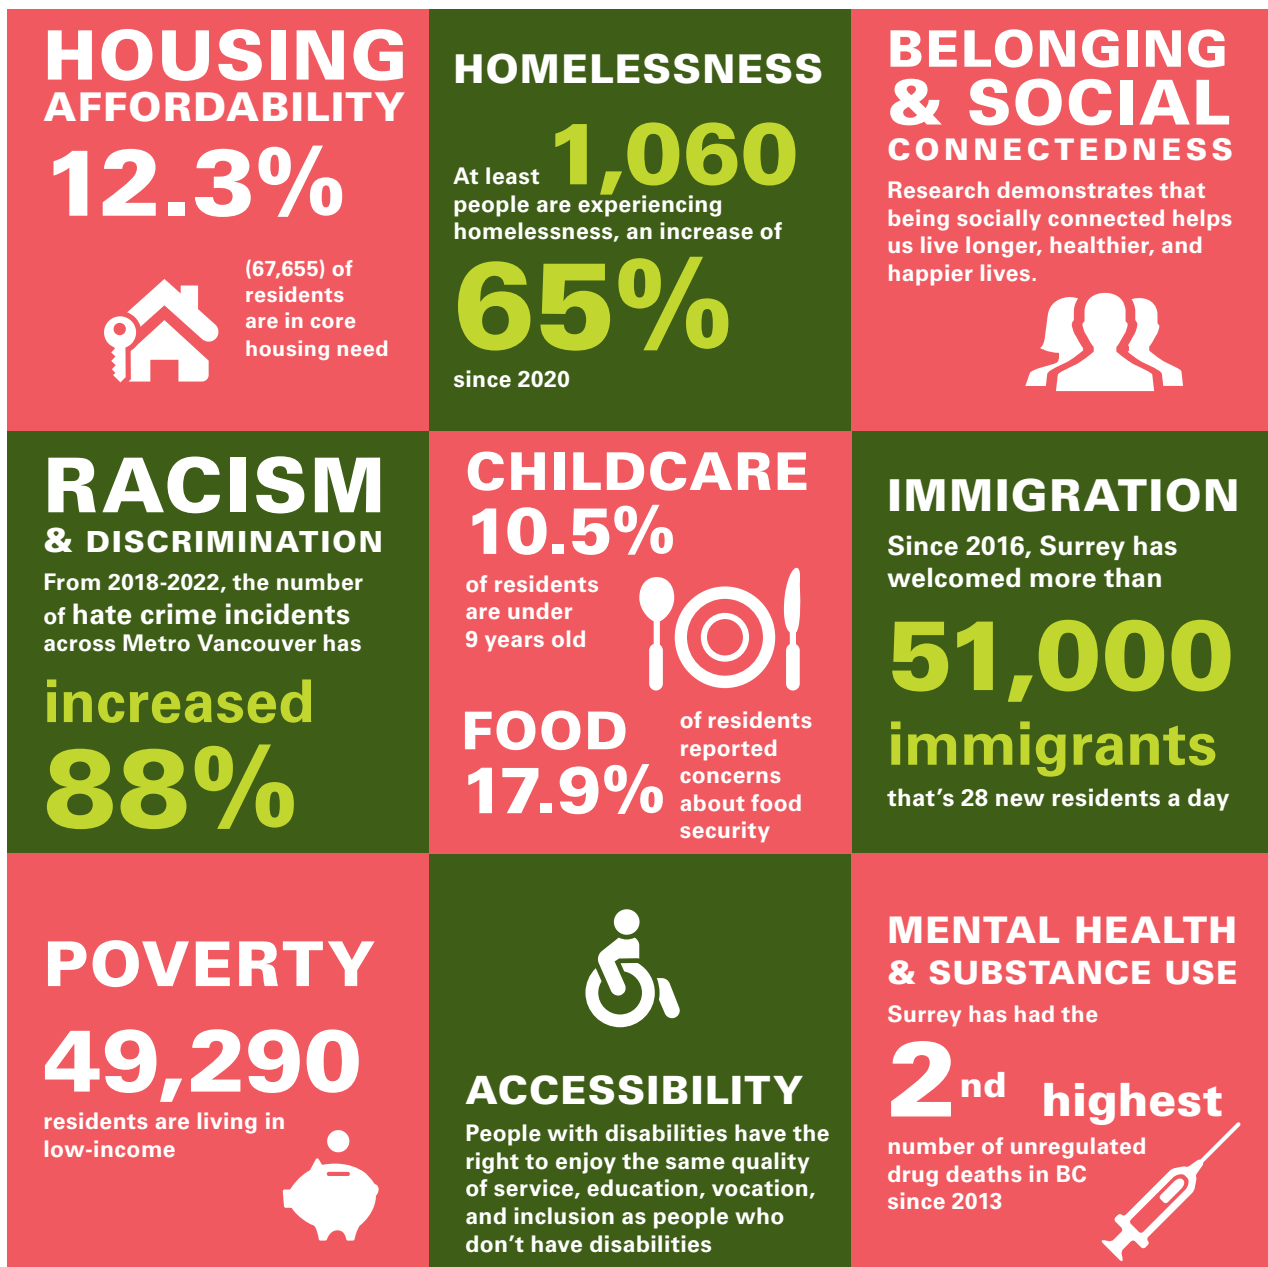 HOUSING
AFFORDABILITY
12.3%
(67,655) of
residents
are in core
housing need
HOMELESSNESS
At least 1,060
people are experiencing
homelessness, an increase of
65%
since 2020
BELONGING
& SOCIAL
CONNECTEDNESS
Research demonstrates that
being socially connected helps
us live longer, healthier, and
happier lives.
RACISM
& DISCRIMINATION
From 2018-2022, the number
of hate crime incidents
across Metro Vancouver has
increased
88%
CHILDCARE
10.5%
of residents
are under
9 years old
FOOD
17.9%
of residents
reported
concerns
about food
security
IMMIGRATION
Since 2016, Surrey has
welcomed more than
51,000
immigrants
that's 28 new residents a day
POVERTY
49,290
residents are living in
low-income
ACCESSIBILITY
People with disabilities have the
right to enjoy the same quality
of service, education, vocation,
and inclusion as people who
don't have disabilities
MENTAL HEALTH
& SUBSTANCE USE
Surrey has had the
2nd highest
number of unregulated
drug deaths in BC
since 2013